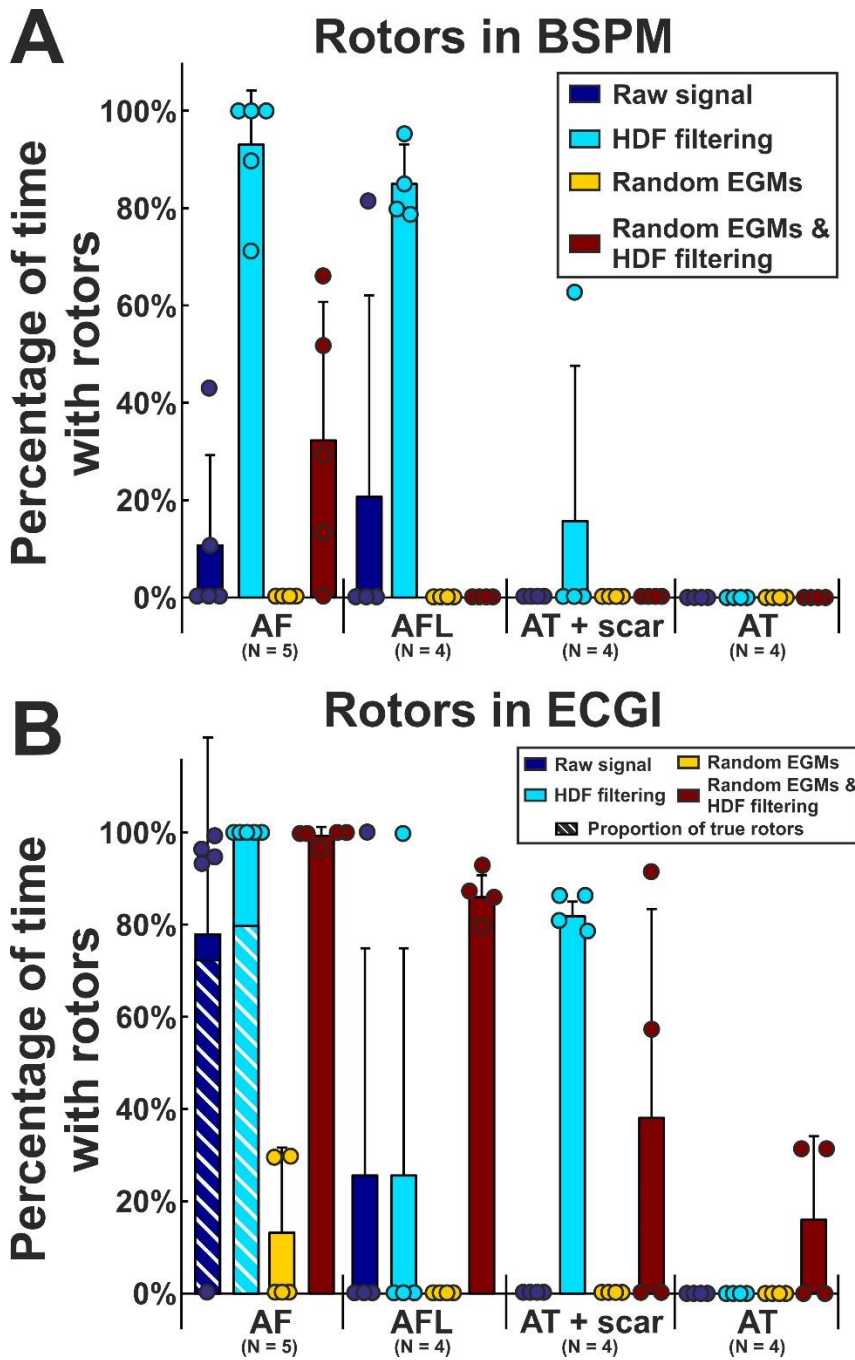 A
Rotors in BSPM
Percentage of time
with rotors
100%
80%
60%
40%
20%
0%
Raw signal
HDF filtering
Random EGMs
Random EGMs &
HDF filtering
AF
(N = 5)
AFL
(N = 4)
AT + scar
(N = 4)
AT
(N = 4)
B
Rotors in ECGI
Percentage of time
with rotors
100%
80%
60%
40%
20%
0%
Raw signal
HDF filtering
Random EGMs
Random EGMs &
HDF filtering
Proportion of true rotors
AF
(N = 5)
AFL
(N = 4)
AT + scar
(N = 4)
AT
(N = 4)